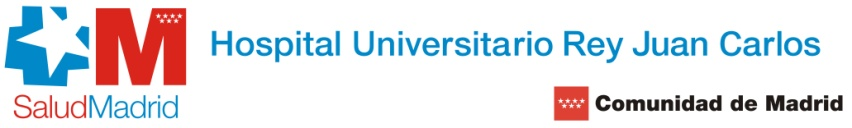 M
Hospital Universitario Rey Juan Carlos
SaludMadrid
Comunidad de Madrid